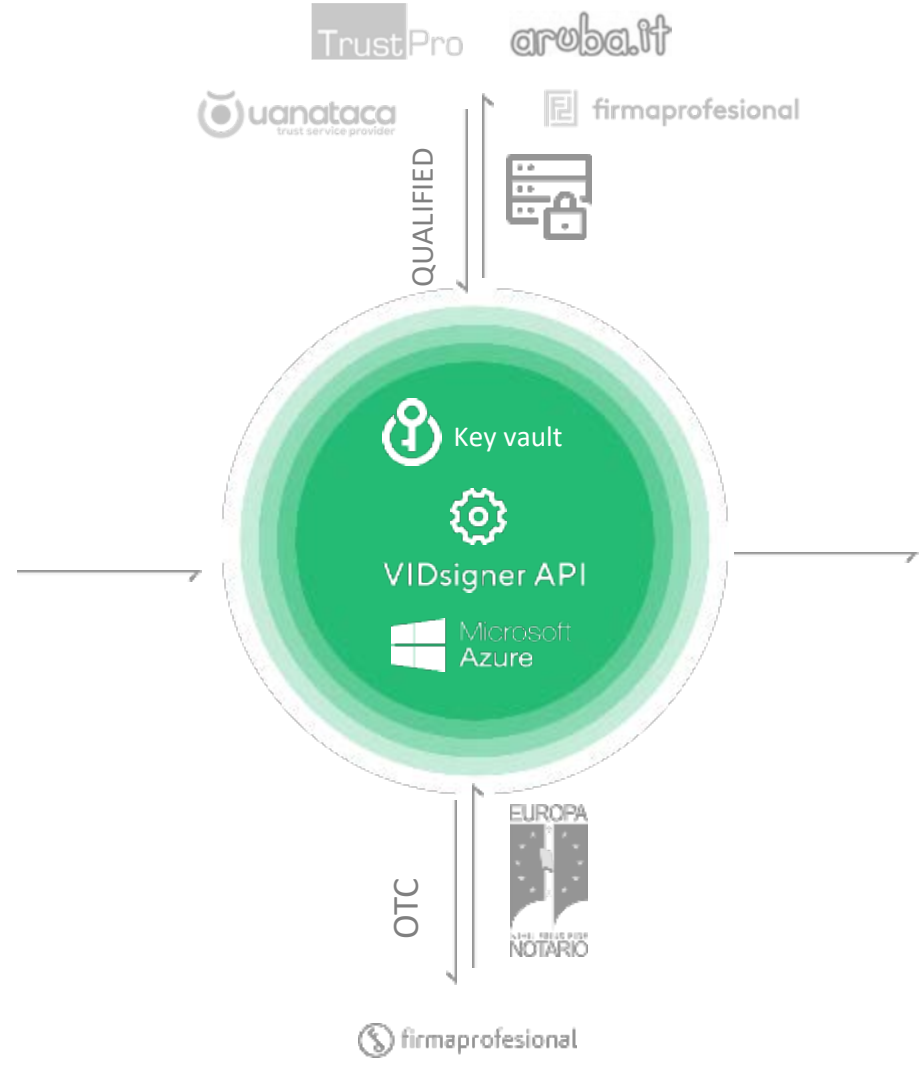 TrustPro
aruba.it
uanataca
trust service provider
firmaprofesional
QUALIFIED
Key vault
VIDsigner API
Microsoft
Azure
EUROPA
NOTARIO
OTC
firmaprofesional